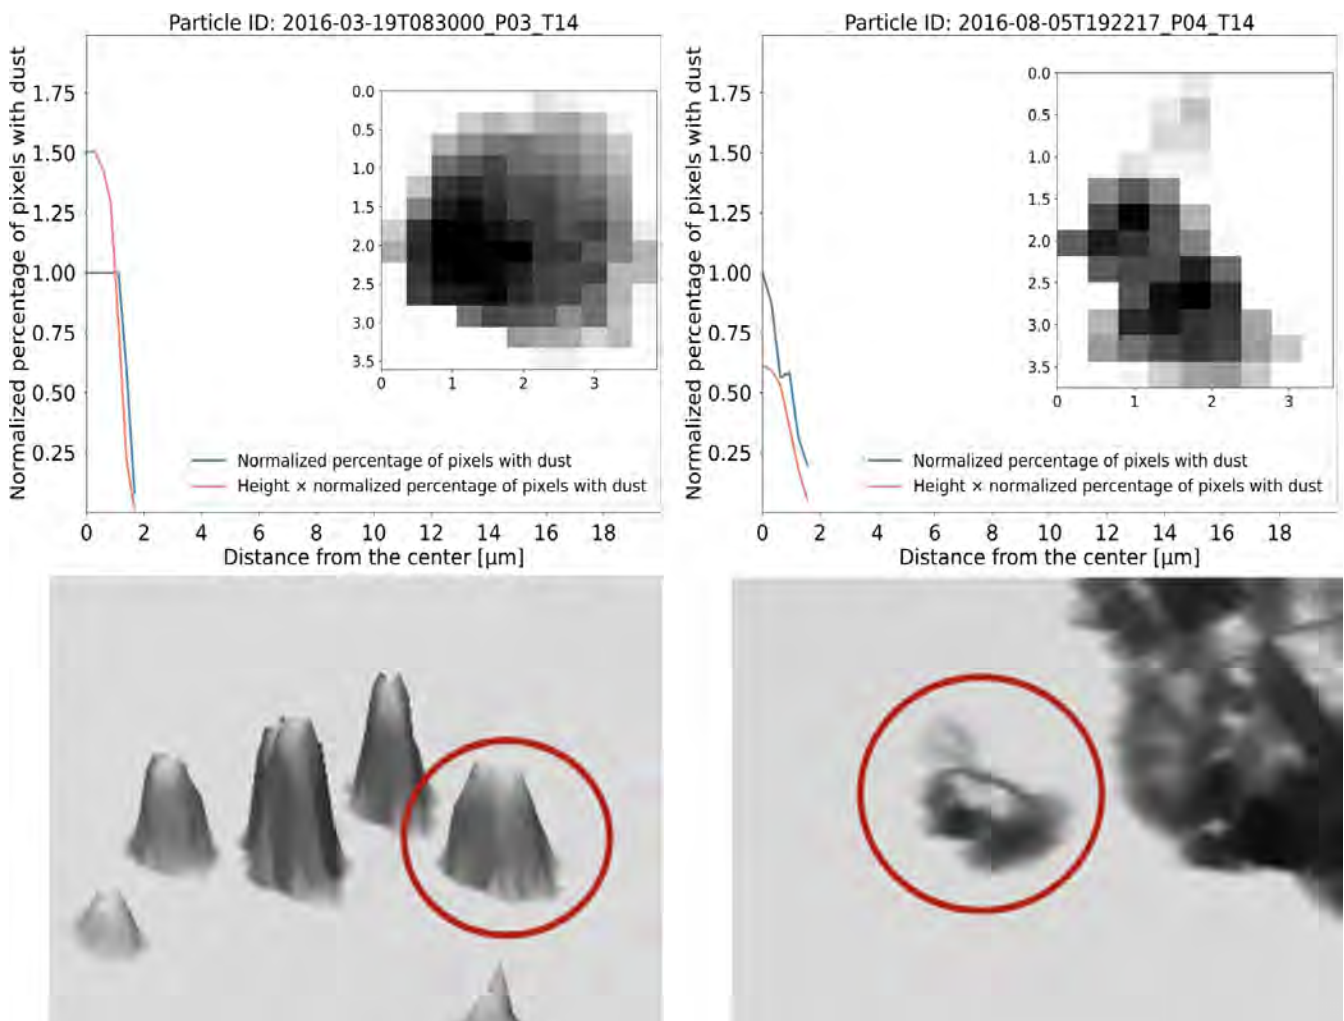 Particle ID: 2016-03-19T083000_P03_T14
Normalized percentage of pixels with dust
1.75
1.50
1.25
1.00
0.75
0.50
0.25
0.0
0.5
1.0
1.5
2.0
2.5
3.0
3.5
0 1 2 3
Normalized percentage of pixels with dust
Height × normalized percentage of pixels with dust
0 2 4 6 8 10 12 14 16 18
Distance from the center [µm]
Particle ID: 2016-08-05T192217_P04_T14
Normalized percentage of pixels with dust
1.75
1.50
1.25
1.00
0.75
0.50
0.25
0.0
0.5
1.0
1.5
2.0
2.5
3.0
3.5
0 1 2 3
Normalized percentage of pixels with dust
Height × normalized percentage of pixels with dust
0 2 4 6 8 10 12 14 16 18
Distance from the center [µm]